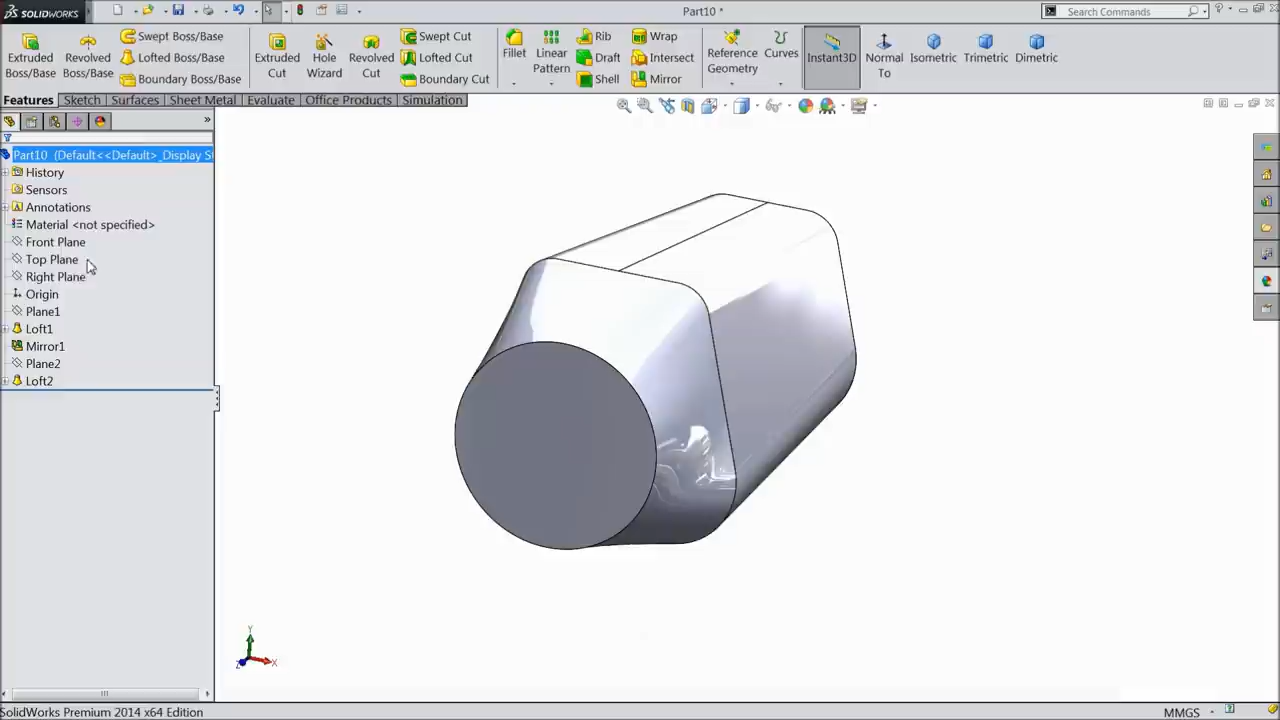 SOLIDWORKS
Part10 *
Search Commands
Extruded Boss/Base
Revolved Boss/Base
Swept Boss/Base
Lofted Boss/Base
Boundary Boss/Base
Extruded Cut
Hole Wizard
Revolved Cut
Swept Cut
Lofted Cut
Boundary Cut
Fillet
Linear Pattern
Rib
Draft
Shell
Wrap
Intersect
Mirror
Reference Geometry
Curves
Instant3D
Normal To
Isometric
Trimetric
Dimetric
Features
Sketch
Surfaces
Sheet Metal
Evaluate
Office Products
Simulation
Part10 (Default<<Default>_Display S
History
Sensors
Annotations
Material <not specified>
Front Plane
Top Plane
Right Plane
Origin
Plane1
Loft1
Mirror1
Plane2
Loft2
Y
Z
X
SolidWorks Premium 2014 x64 Edition
MMGS